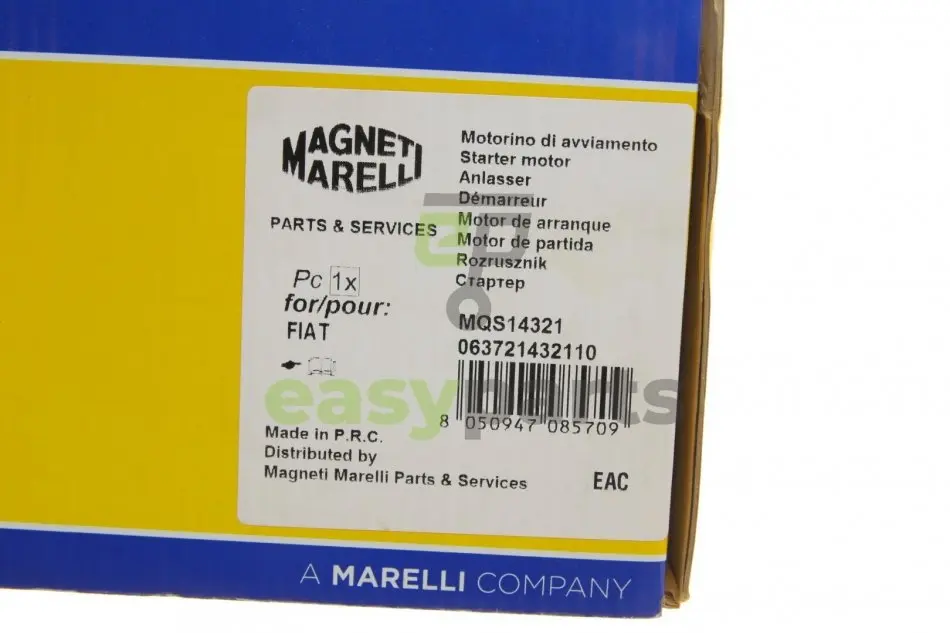 MAGNETI
MARELLI
PARTS & SERVICES
Pc 1x
for/pour:
FIAT
Motorino di avviamento
Starter motor
Anlasser
Démarreur
Motor de arranque
Motor de partida
Rozrusznik
Стартер
MQS14321
063721432110
8 050947 085709
Made in P.R.C.
Distributed by
Magneti Marelli Parts & Services
EAC
easyparts
A MARELLI COMPANY